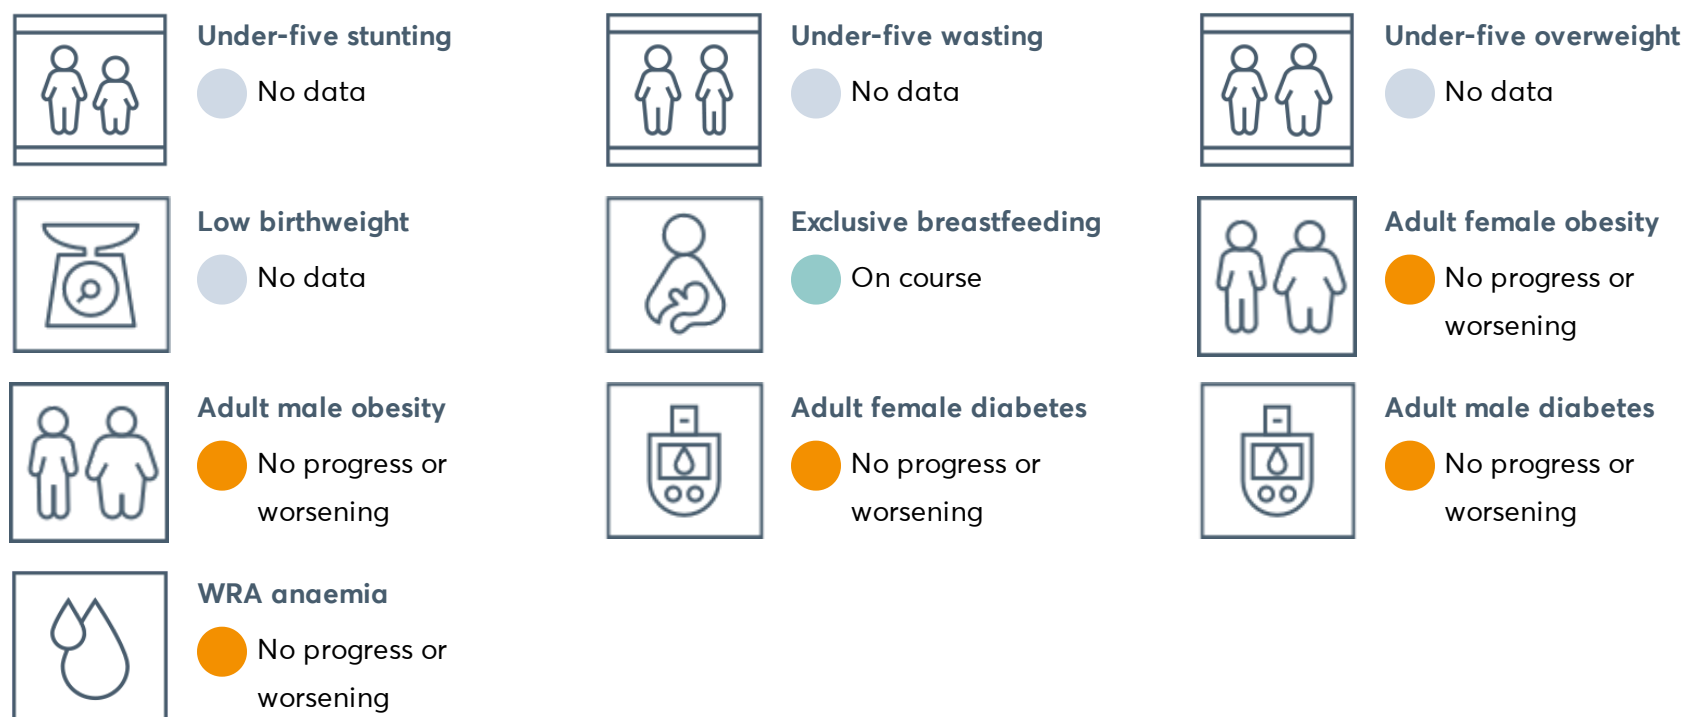 Under-five stunting
No data
Under-five wasting
No data
Under-five overweight
No data
Low birthweight
No data
Exclusive breastfeeding
On course
Adult female obesity
No progress or
worsening
Adult male obesity
No progress or
worsening
Adult female diabetes
No progress or
worsening
Adult male diabetes
No progress or
worsening
WRA anaemia
No progress or
worsening